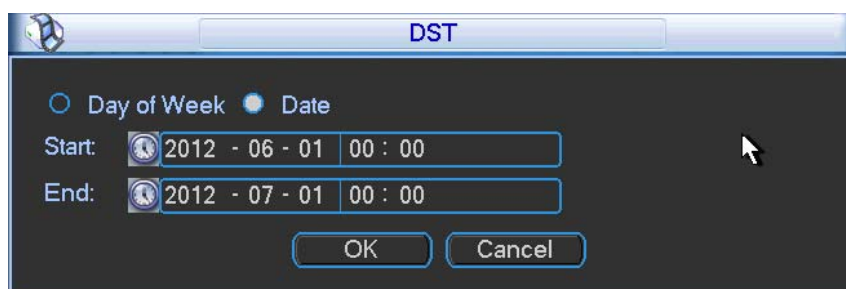 DST
Day of Week Date
Start: 2012 - 06 - 01 00 : 00
End: 2012 - 07 - 01 00 : 00
OK Cancel